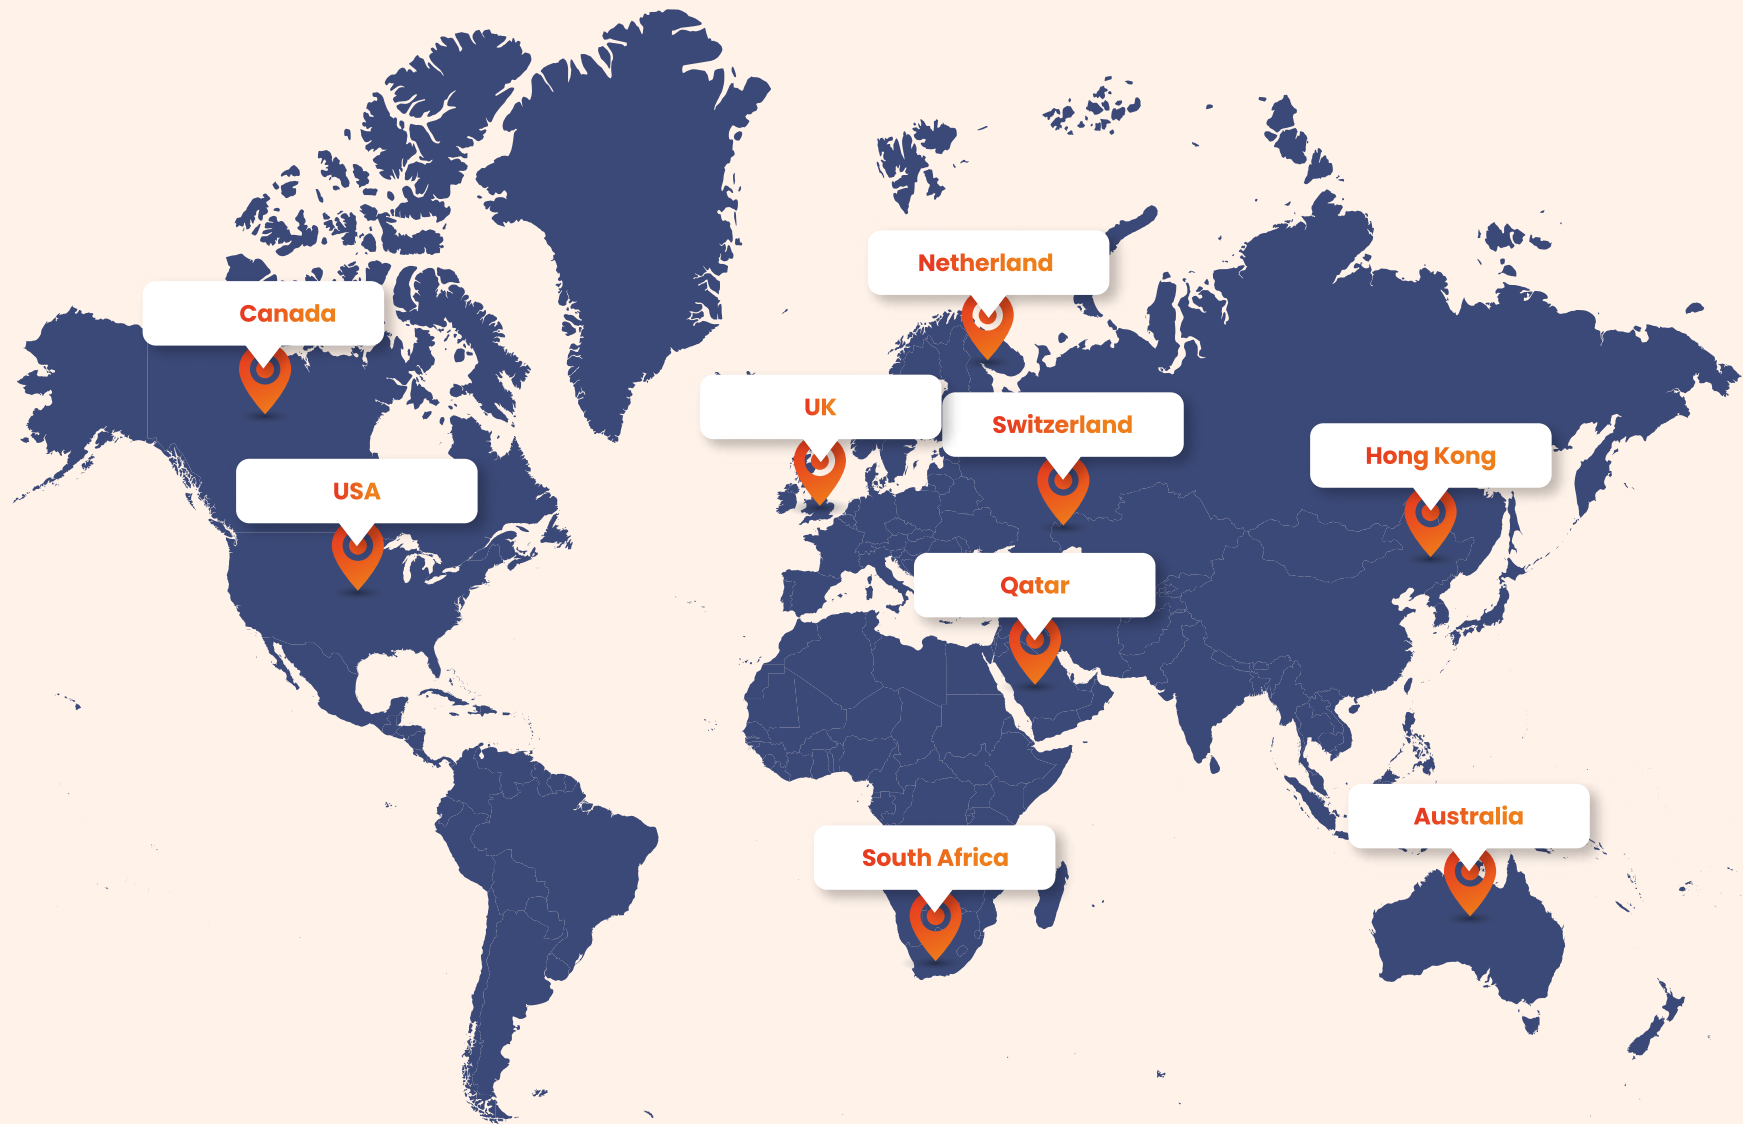 Netherland
Canada
UK
Switzerland
Hong Kong
USA
Qatar
Australia
South Africa